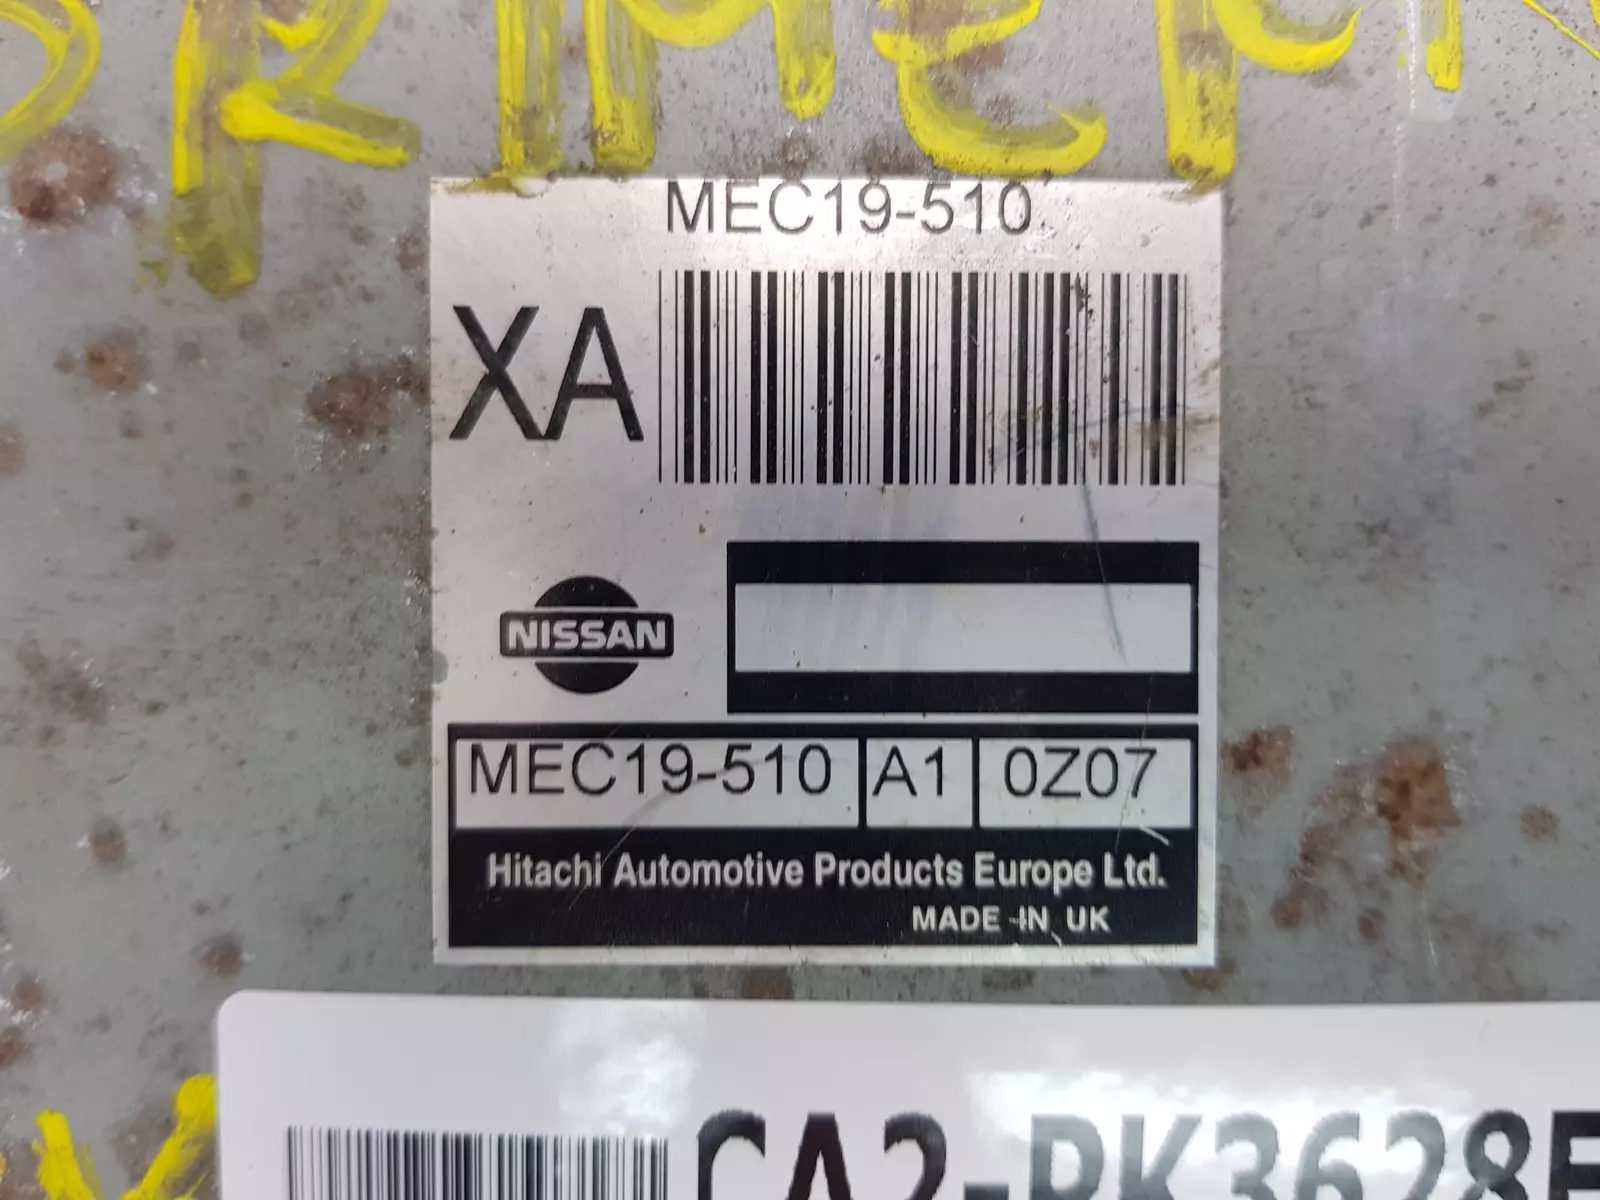 MEC19-510
XA
NISSAN
MEC19-510 A1 0Z07
Hitachi Automotive Products Europe Ltd.
MADE IN UK